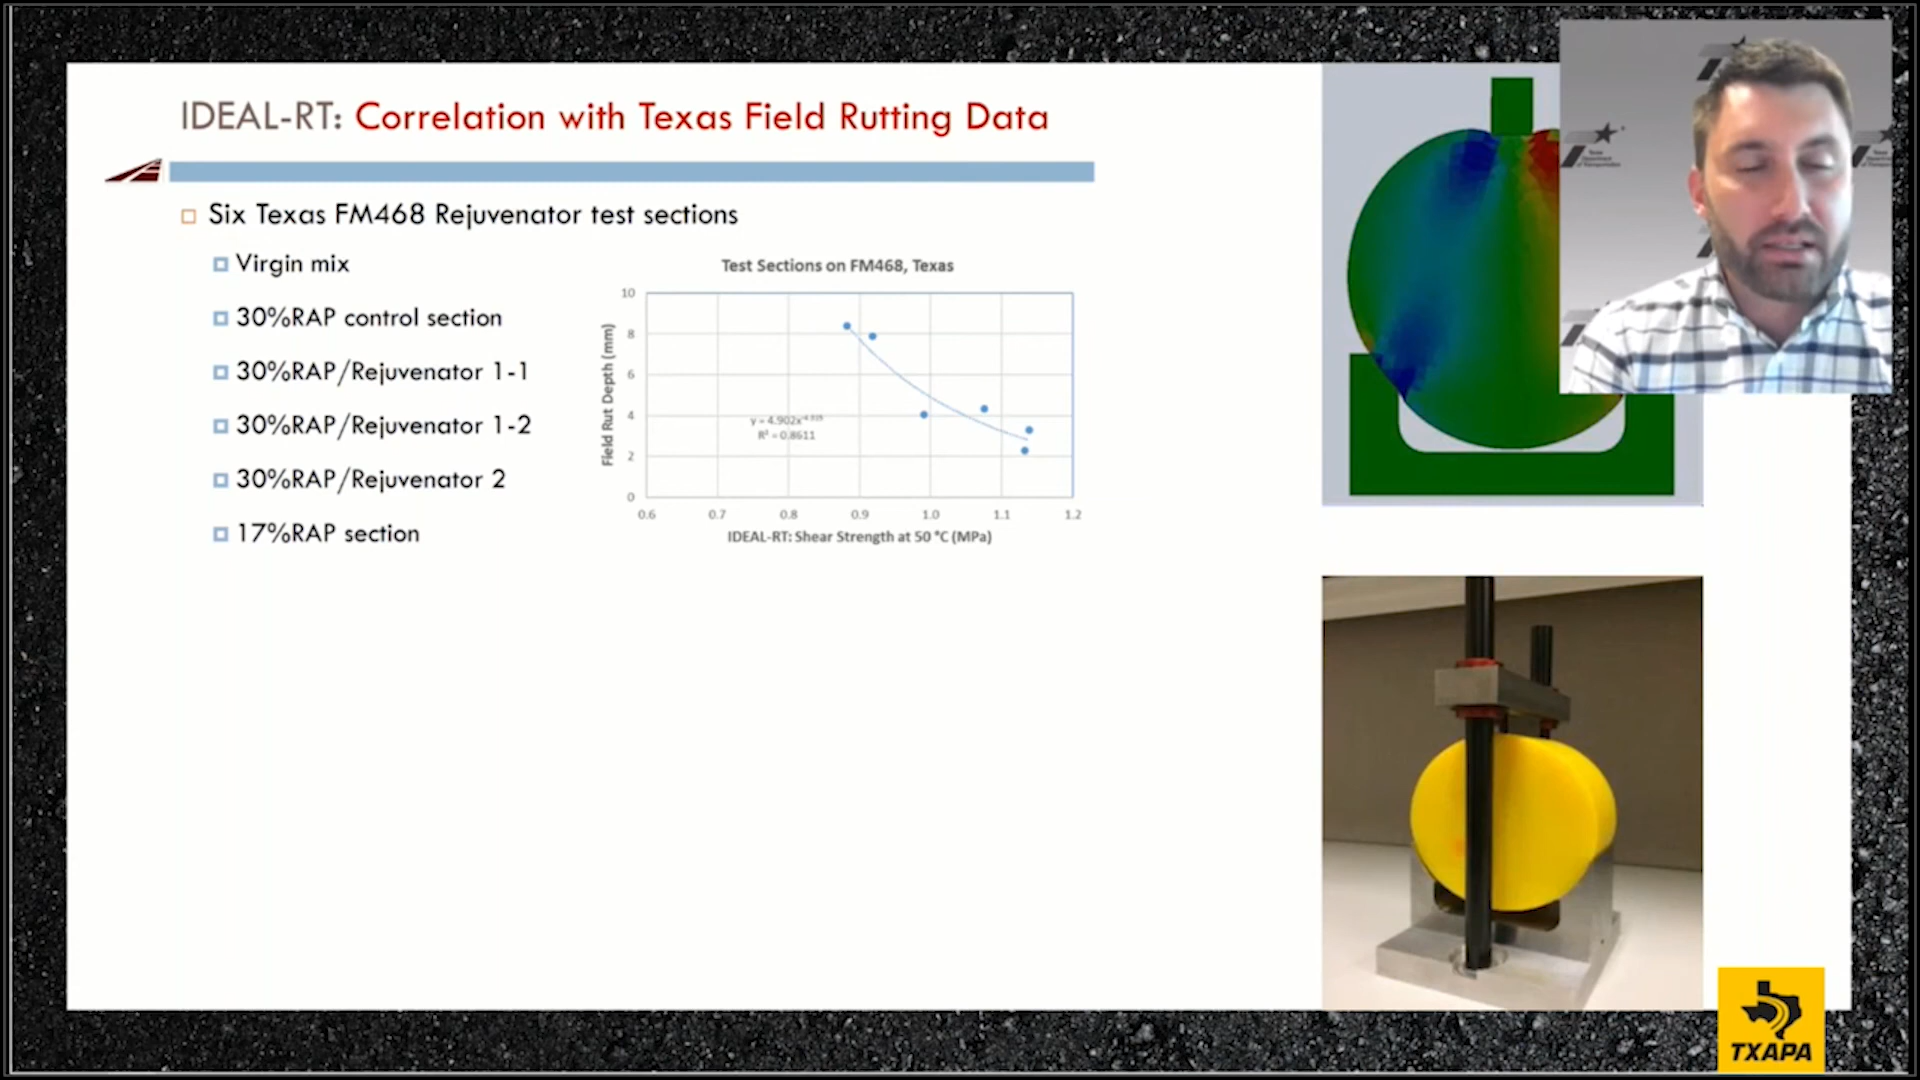 IDEAL-RT: Correlation with Texas Field Rutting Data
Six Texas FM468 Rejuvenator test sections
Virgin mix
30%RAP control section
30%RAP/Rejuvenator 1-1
30%RAP/Rejuvenator 1-2
30%RAP/Rejuvenator 2
17%RAP section
Test Sections on FM468, Texas
Field Rut Depth (mm)
10
8
6
4
2
0
R² = 0.8611
0.6 0.7 0.8 0.9 1.0 1.1 1.2
IDEAL-RT: Shear Strength at 50 °C (MPa)
Texas
Department
of Transportation
TXAPA